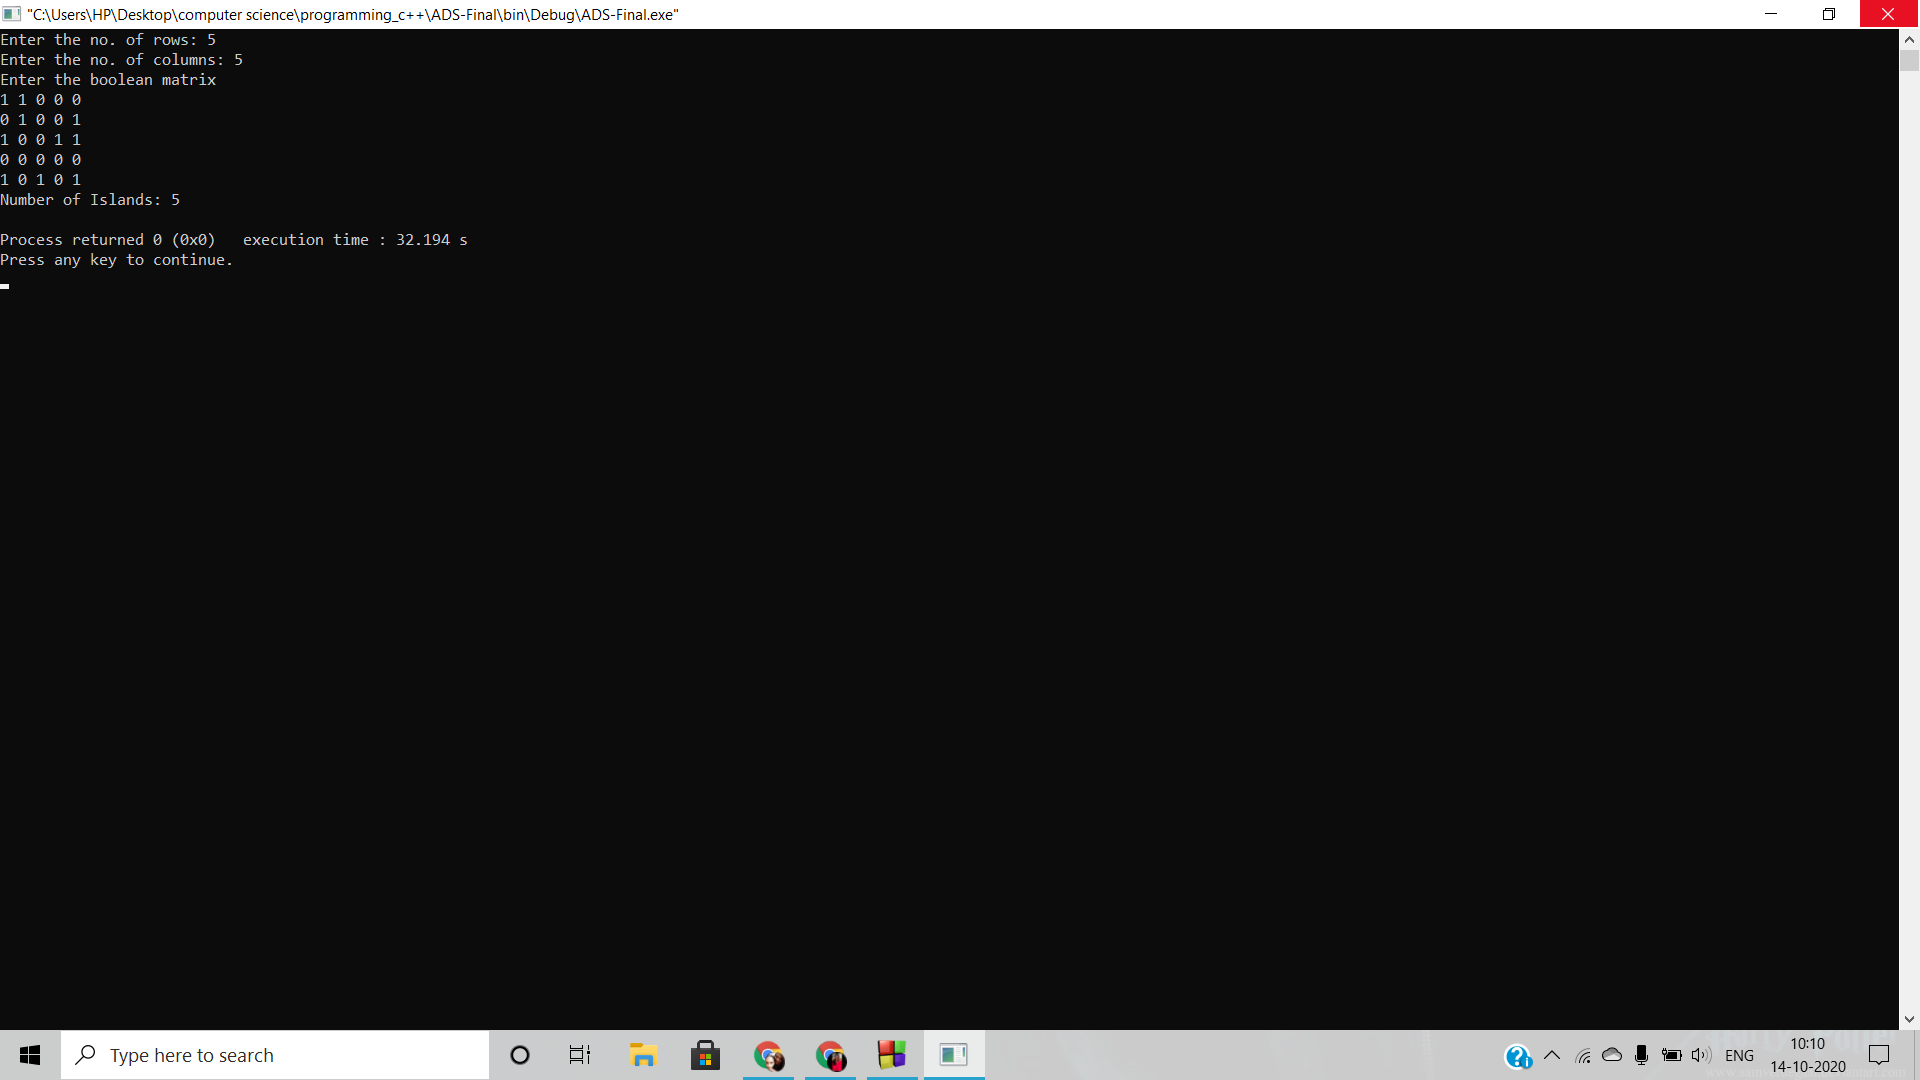 "C:\Users\HP\Desktop\computer science\programming_c++\ADS-Final\bin\Debug\ADS-Final.exe"
Enter the no. of rows: 5
Enter the no. of columns: 5
Enter the boolean matrix
1 1 0 0 0
0 1 0 0 1
1 0 0 1 1
0 0 0 0 0
1 0 1 0 1
Number of Islands: 5
Process returned 0 (0x0)   execution time : 32.194 s
Press any key to continue.
Type here to search
ENG
10:10
14-10-2020